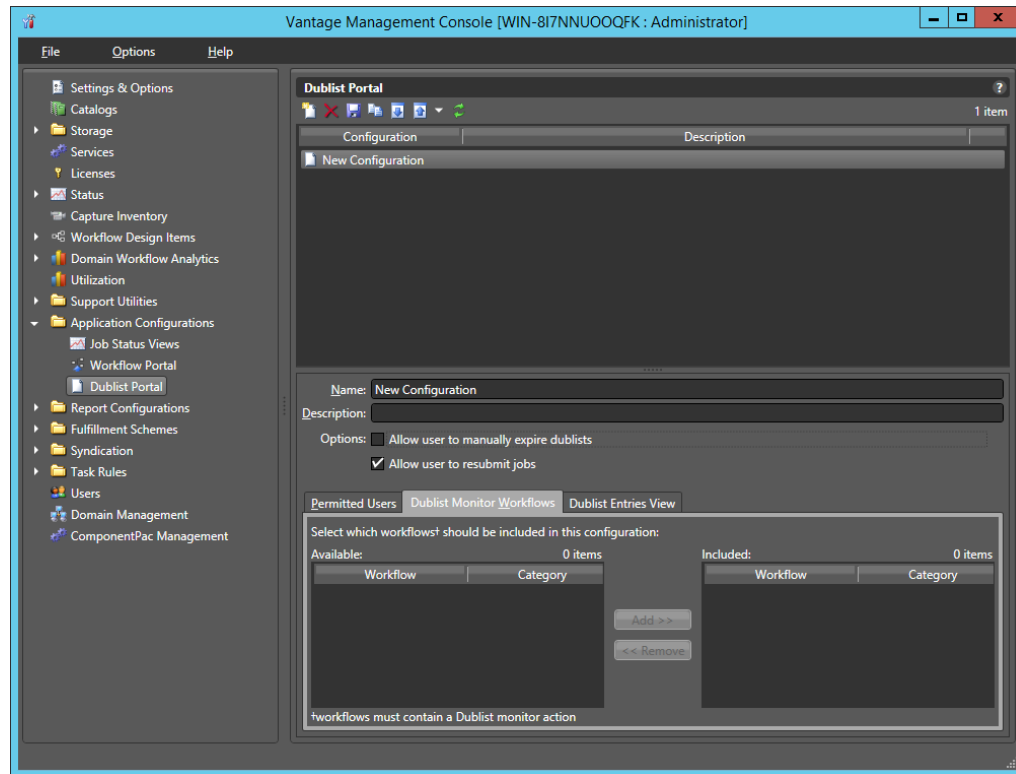 Vantage Management Console [WIN-8I7NNUOOQFK : Administrator]
File Options Help
Settings & Options
Catalogs
Storage
Services
Licenses
Status
Capture Inventory
Workflow Design Items
Domain Workflow Analytics
Utilization
Support Utilities
Application Configurations
Job Status Views
Workflow Portal
Dublist Portal
Report Configurations
Fulfillment Schemes
Syndication
Task Rules
Users
Domain Management
ComponentPac Management
Dublist Portal ?
1 item
Configuration Description
New Configuration
Name: New Configuration
Description:
Options: Allow user to manually expire dublists
Allow user to resubmit jobs
Permitted Users Dublist Monitor Workflows Dublist Entries View
Select which workflows† should be included in this configuration:
Available: 0 items Included: 0 items
Workflow Category Workflow Category
Add >>
<< Remove
†workflows must contain a Dublist monitor action